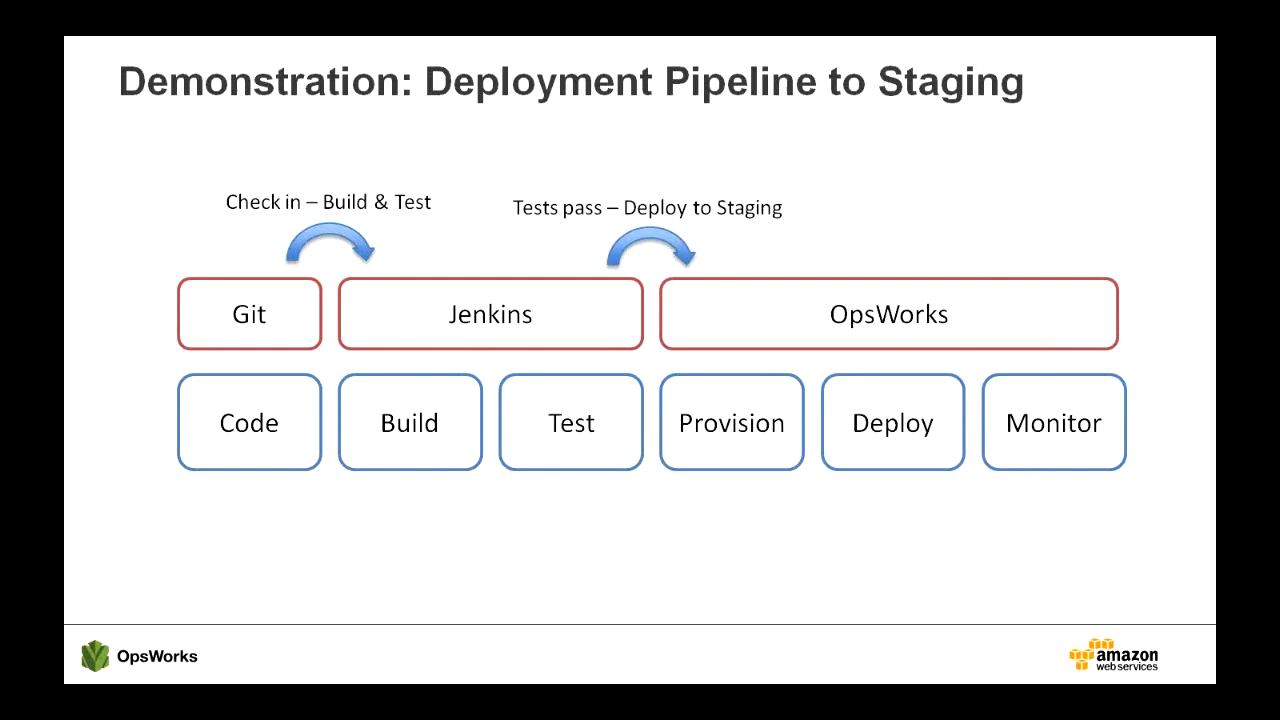 Demonstration: Deployment Pipeline to Staging
Check in – Build & Test
Tests pass – Deploy to Staging
Git
Jenkins
OpsWorks
Code
Build
Test
Provision
Deploy
Monitor
OpsWorks
amazon
web services